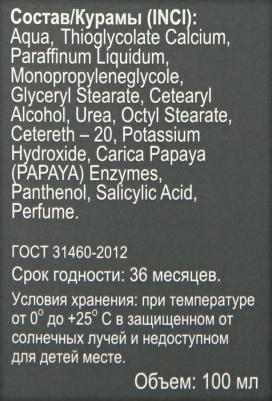 Состав/Курамы (INCI):
Aqua, Thioglycolate Calcium,
Paraffinum Liquidum,
Monopropyleneglycole,
Glyceryl Stearate, Cetearyl
Alcohol, Urea, Octyl Stearate,
Cetereth – 20, Potassium
Hydroxide, Carica Papaya
(PAPAYA) Enzymes,
Panthenol, Salicylic Acid,
Perfume.
ГОСТ 31460-2012
Срок годности: 36 месяцев.
Условия хранения: при температуре
от 0° до +25° С в защищенном от
солнечных лучей и недоступном
для детей месте.
Объем: 100 мл